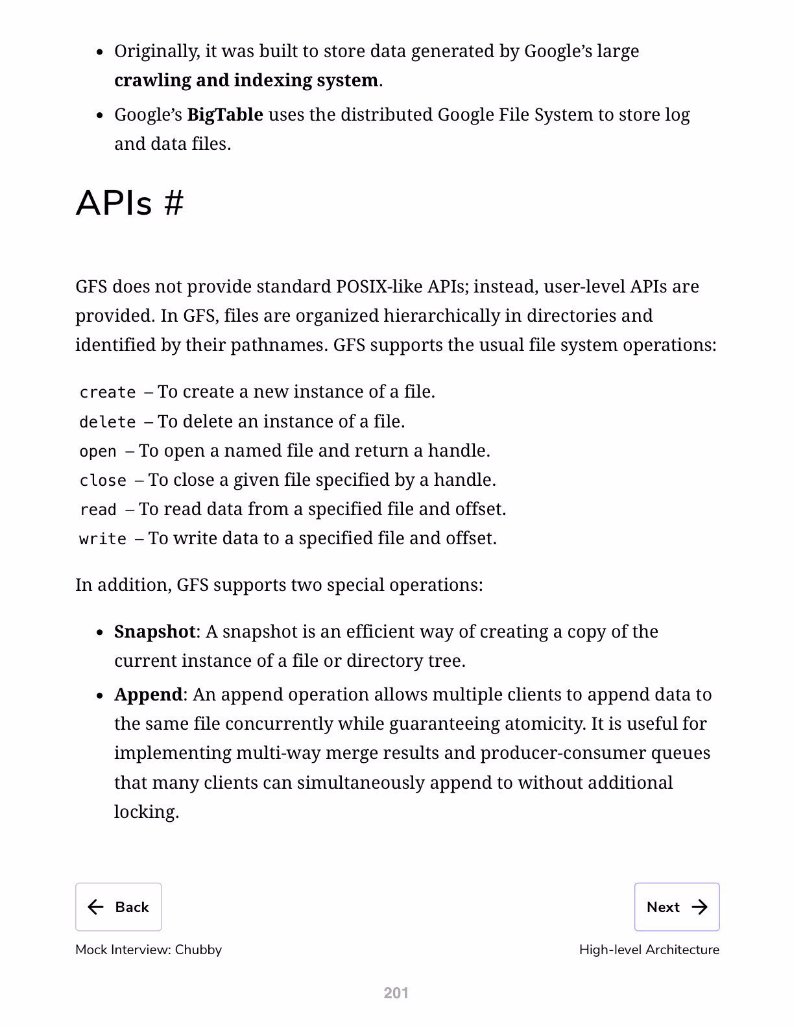 • Originally, it was built to store data generated by Google’s large
crawling and indexing system.
• Google’s BigTable uses the distributed Google File System to store log
and data files.
APIs #
GFS does not provide standard POSIX-like APIs; instead, user-level APIs are
provided. In GFS, files are organized hierarchically in directories and
identified by their pathnames. GFS supports the usual file system operations:
create – To create a new instance of a file.
delete – To delete an instance of a file.
open – To open a named file and return a handle.
close – To close a given file specified by a handle.
read – To read data from a specified file and offset.
write – To write data to a specified file and offset.
In addition, GFS supports two special operations:
• Snapshot: A snapshot is an efficient way of creating a copy of the
current instance of a file or directory tree.
• Append: An append operation allows multiple clients to append data to
the same file concurrently while guaranteeing atomicity. It is useful for
implementing multi-way merge results and producer-consumer queues
that many clients can simultaneously append to without additional
locking.
← Back
Next →
Mock Interview: Chubby
High-level Architecture
201